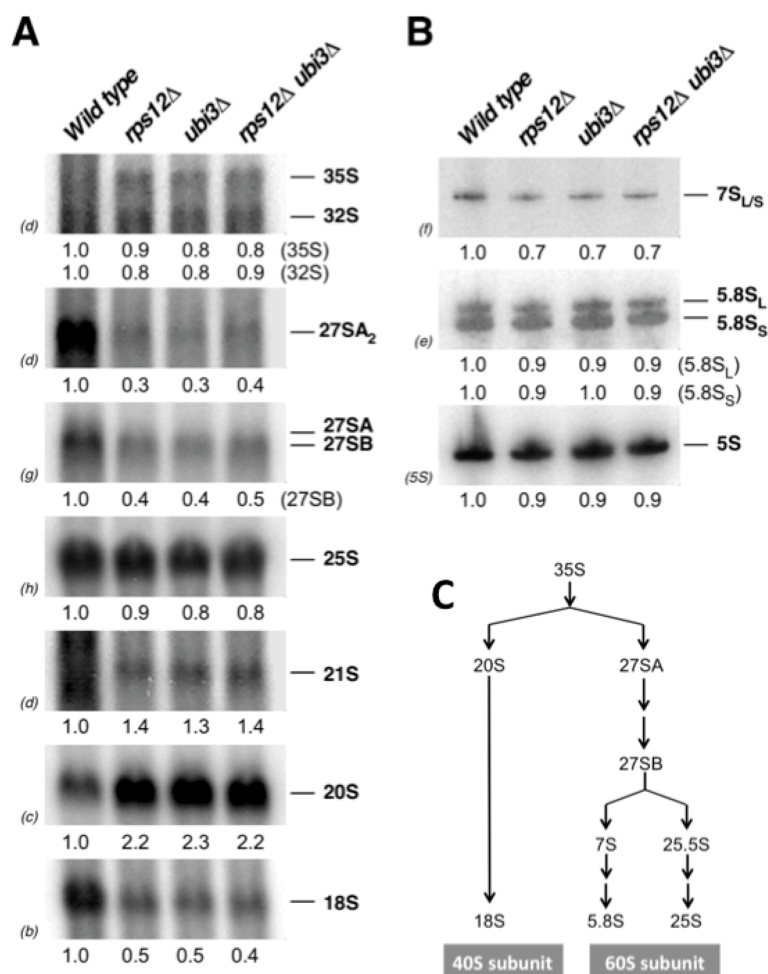 A
Wild type rps12Δ ubi3Δ rps12Δ ubi3Δ
35S
32S
(d)
1.0 0.9 0.8 0.8 (35S)
1.0 0.8 0.8 0.9 (32S)
27SA2
(d)
1.0 0.3 0.3 0.4
27SA
27SB
(g)
1.0 0.4 0.4 0.5 (27SB)
25S
(h)
1.0 0.9 0.8 0.8
21S
(d)
1.0 1.4 1.3 1.4
20S
(c)
1.0 2.2 2.3 2.2
18S
(b)
1.0 0.5 0.5 0.4
B
Wild type rps12Δ ubi3Δ rps12Δ ubi3Δ
7SL/S
(f)
1.0 0.7 0.7 0.7
5.8SL
5.8SS
(e)
1.0 0.9 0.9 0.9 (5.8SL)
1.0 0.9 1.0 0.9 (5.8SS)
5S
(5S)
1.0 0.9 0.9 0.9
C
35S
20S 27SA
27SB
7S 25.5S
18S 5.8S 25S
40S subunit 60S subunit